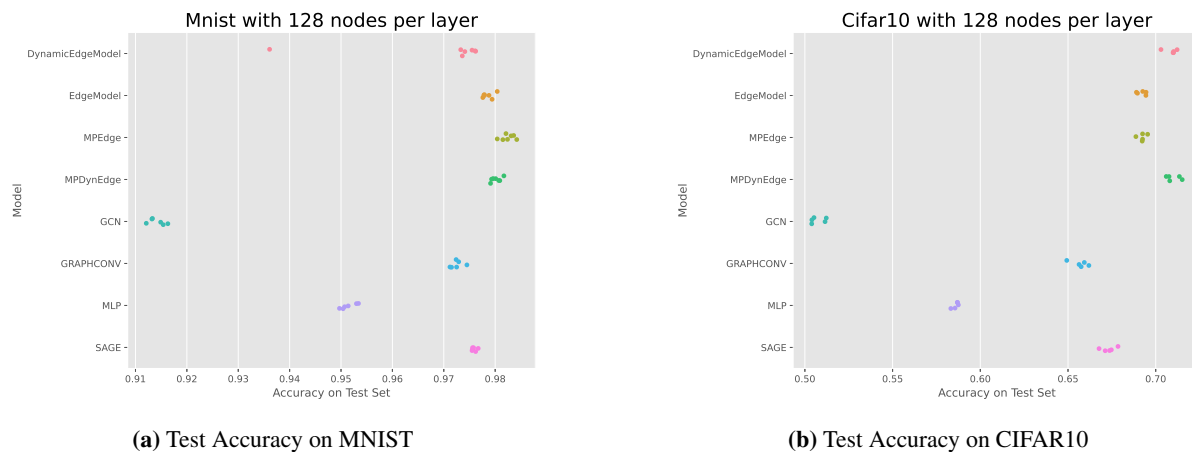 Mnist with 128 nodes per layer
DynamicEdgeModel
EdgeModel
MPEdge
MPDynEdge
GCN
GRAPHCONV
MLP
SAGE
Model
0.91 0.92 0.93 0.94 0.95 0.96 0.97 0.98
Accuracy on Test Set
(a) Test Accuracy on MNIST
Cifar10 with 128 nodes per layer
DynamicEdgeModel
EdgeModel
MPEdge
MPDynEdge
GCN
GRAPHCONV
MLP
SAGE
Model
0.50 0.55 0.60 0.65 0.70
Accuracy on Test Set
(b) Test Accuracy on CIFAR10